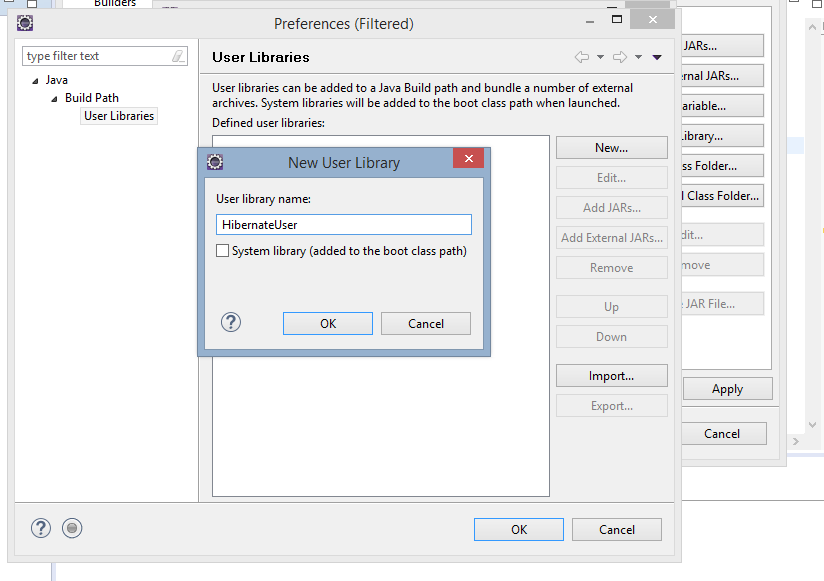 Builders
Preferences (Filtered)
type filter text
Java
Build Path
User Libraries
User Libraries
User libraries can be added to a Java Build path and bundle a number of external
archives. System libraries will be added to the boot class path when launched.
Defined user libraries:
New...
Edit...
Add JARs...
Add External JARs...
Remove
Up
Down
Import...
Export...
New User Library
User library name:
HibernateUser
System library (added to the boot class path)
OK
Cancel
OK
Cancel
JARs...
rnal JARs...
ariable...
ibrary...
ss Folder...
l Class Folder...
dit...
move
e JAR File...
Apply
Cancel